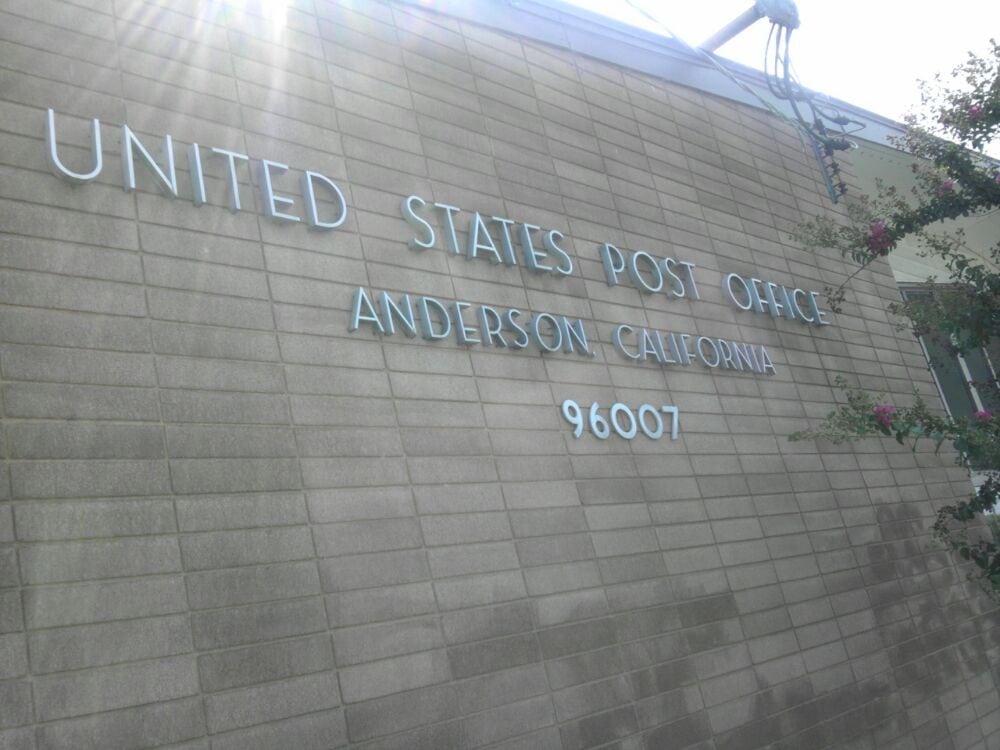 UNITED STATES POST OFFICE
ANDERSON, CALIFORNIA
96007